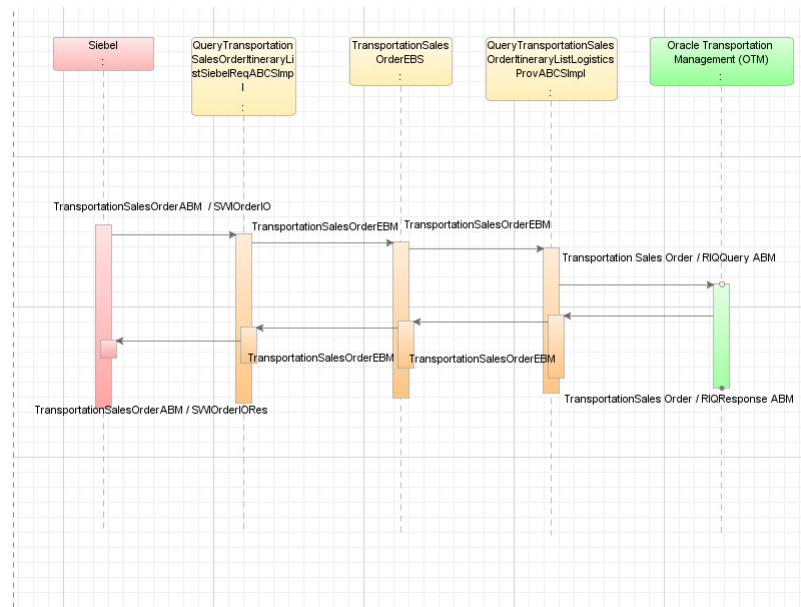 Siebel
:
QueryTransportation
SalesOrderItineraryLi
stSiebelReqABCSImp
l
:
TransportationSales
OrderEBS
:
QueryTransportationSales
OrderItineraryListLogistics
ProvABCSImpl
:
Oracle Transportation
Management (OTM)
:
TransportationSalesOrderABM / SWIOrderIO
TransportationSalesOrderEBM
TransportationSalesOrderEBM
Transportation Sales Order / RIQQuery ABM
TransportationSalesOrderEBM
TransportationSalesOrderEBM
TransportationSales Order / RIQResponse ABM
TransportationSalesOrderABM / SWIOrderIORes